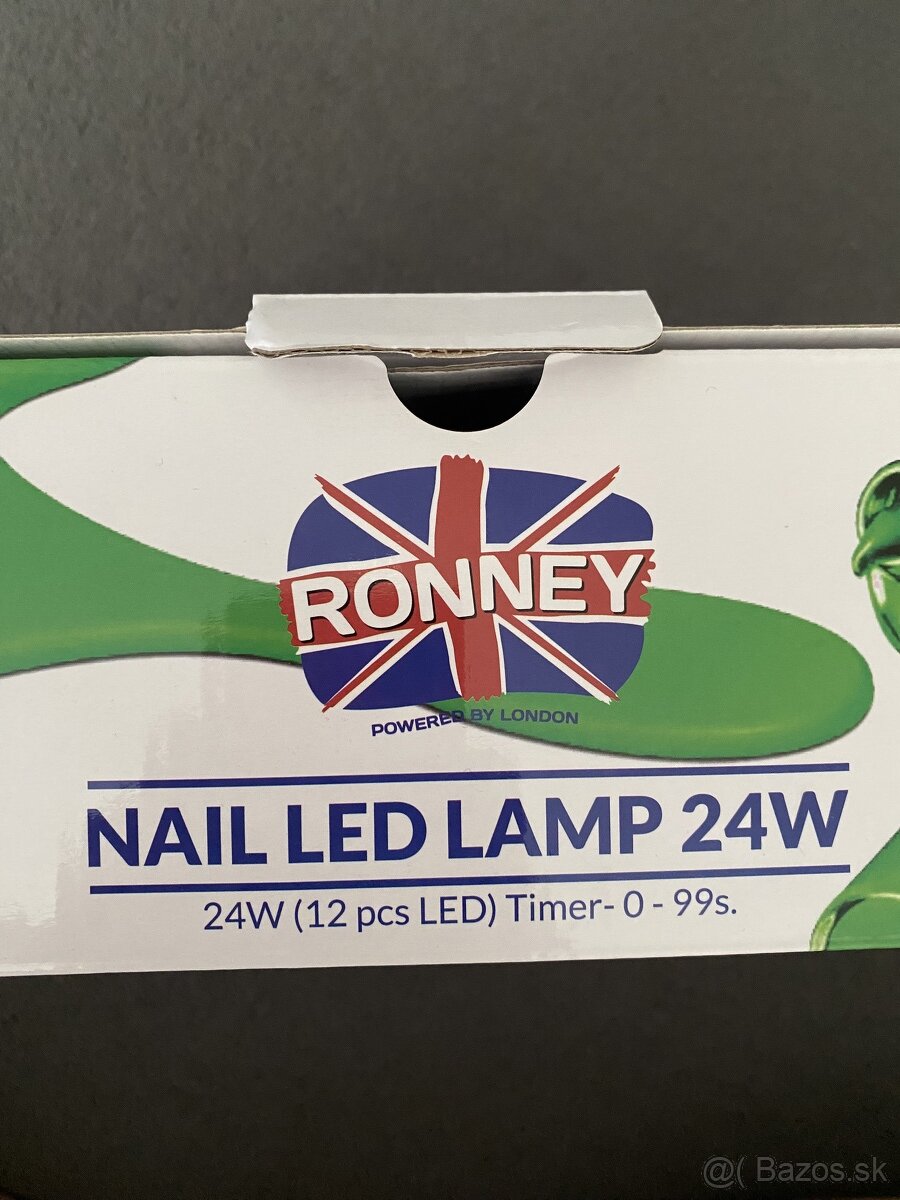 RONNEY
POWERED BY LONDON
NAIL LED LAMP 24W
24W (12 pcs LED) Timer- 0 - 99s.
@( Bazos.sk